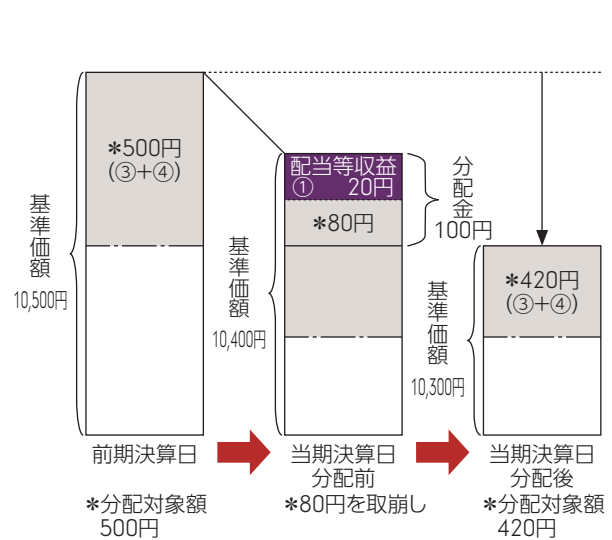 *500円
(③+④)
基準価額
10,500円
前期決算日
*分配対象額
500円
配当等収益
① 20円
*80円
分配金
100円
基準価額
10,400円
当期決算日
分配前
*80円を取崩し
*420円
(③+④)
基準価額
10,300円
当期決算日
分配後
*分配対象額
420円